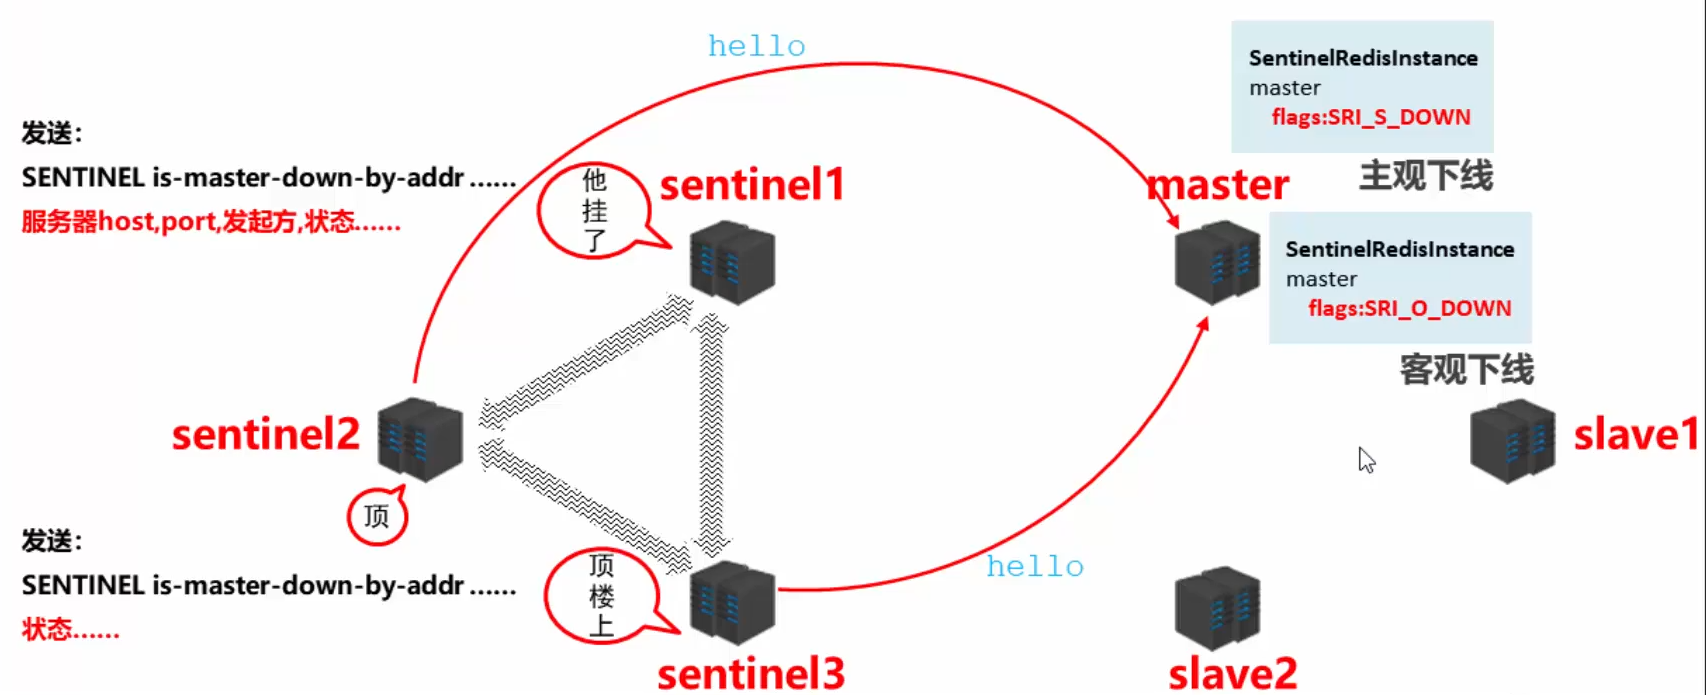 hello
SentinelRedisInstance
master
flags:SRI_S_DOWN
主观下线
发送:
SENTINEL is-master-down-by-addr ......
服务器host,port,发起方,状态......
他
挂
了
sentinel1
master
SentinelRedisInstance
master
flags:SRI_O_DOWN
客观下线
sentinel2
slave1
顶
发送:
SENTINEL is-master-down-by-addr ......
状态......
顶
楼
上
hello
sentinel3
slave2